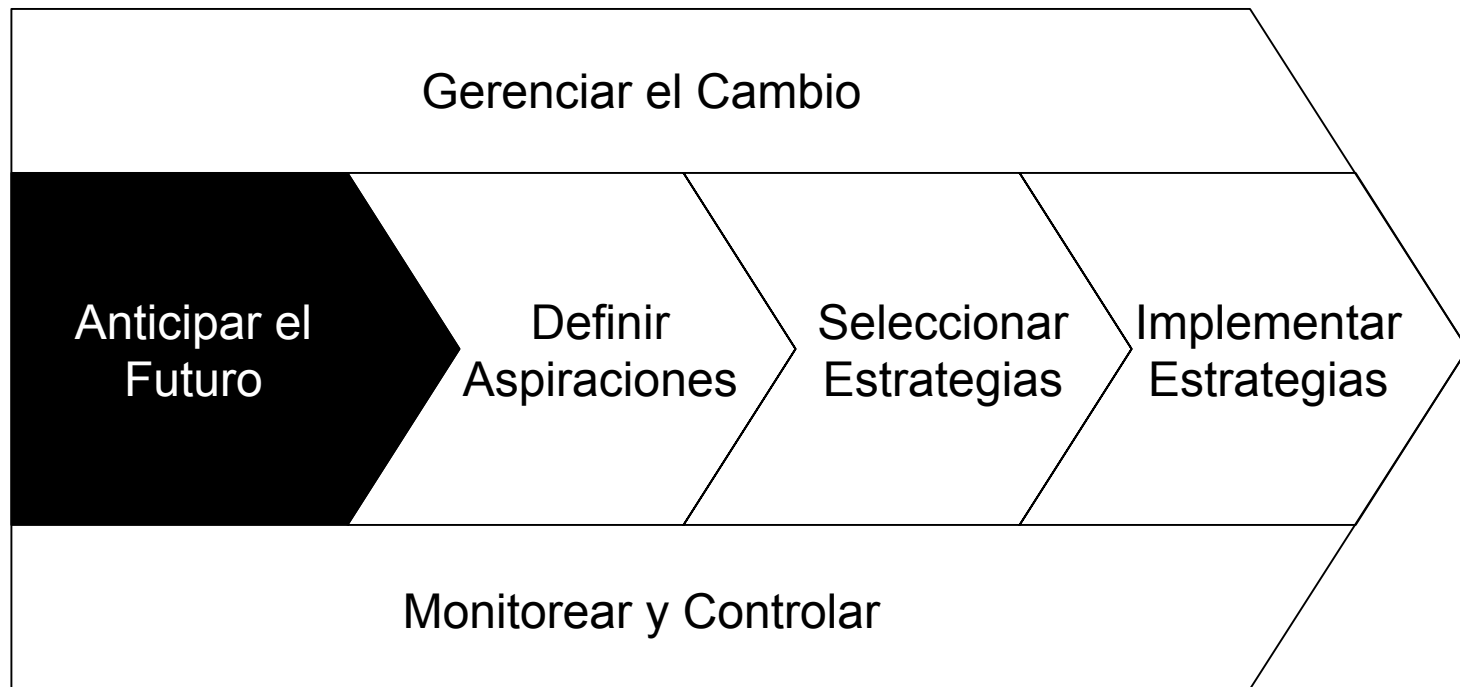 Gerenciar el Cambio
Anticipar el
Futuro
Definir
Aspiraciones
Seleccionar
Estrategias
Implementar
Estrategias
Monitorear y Controlar